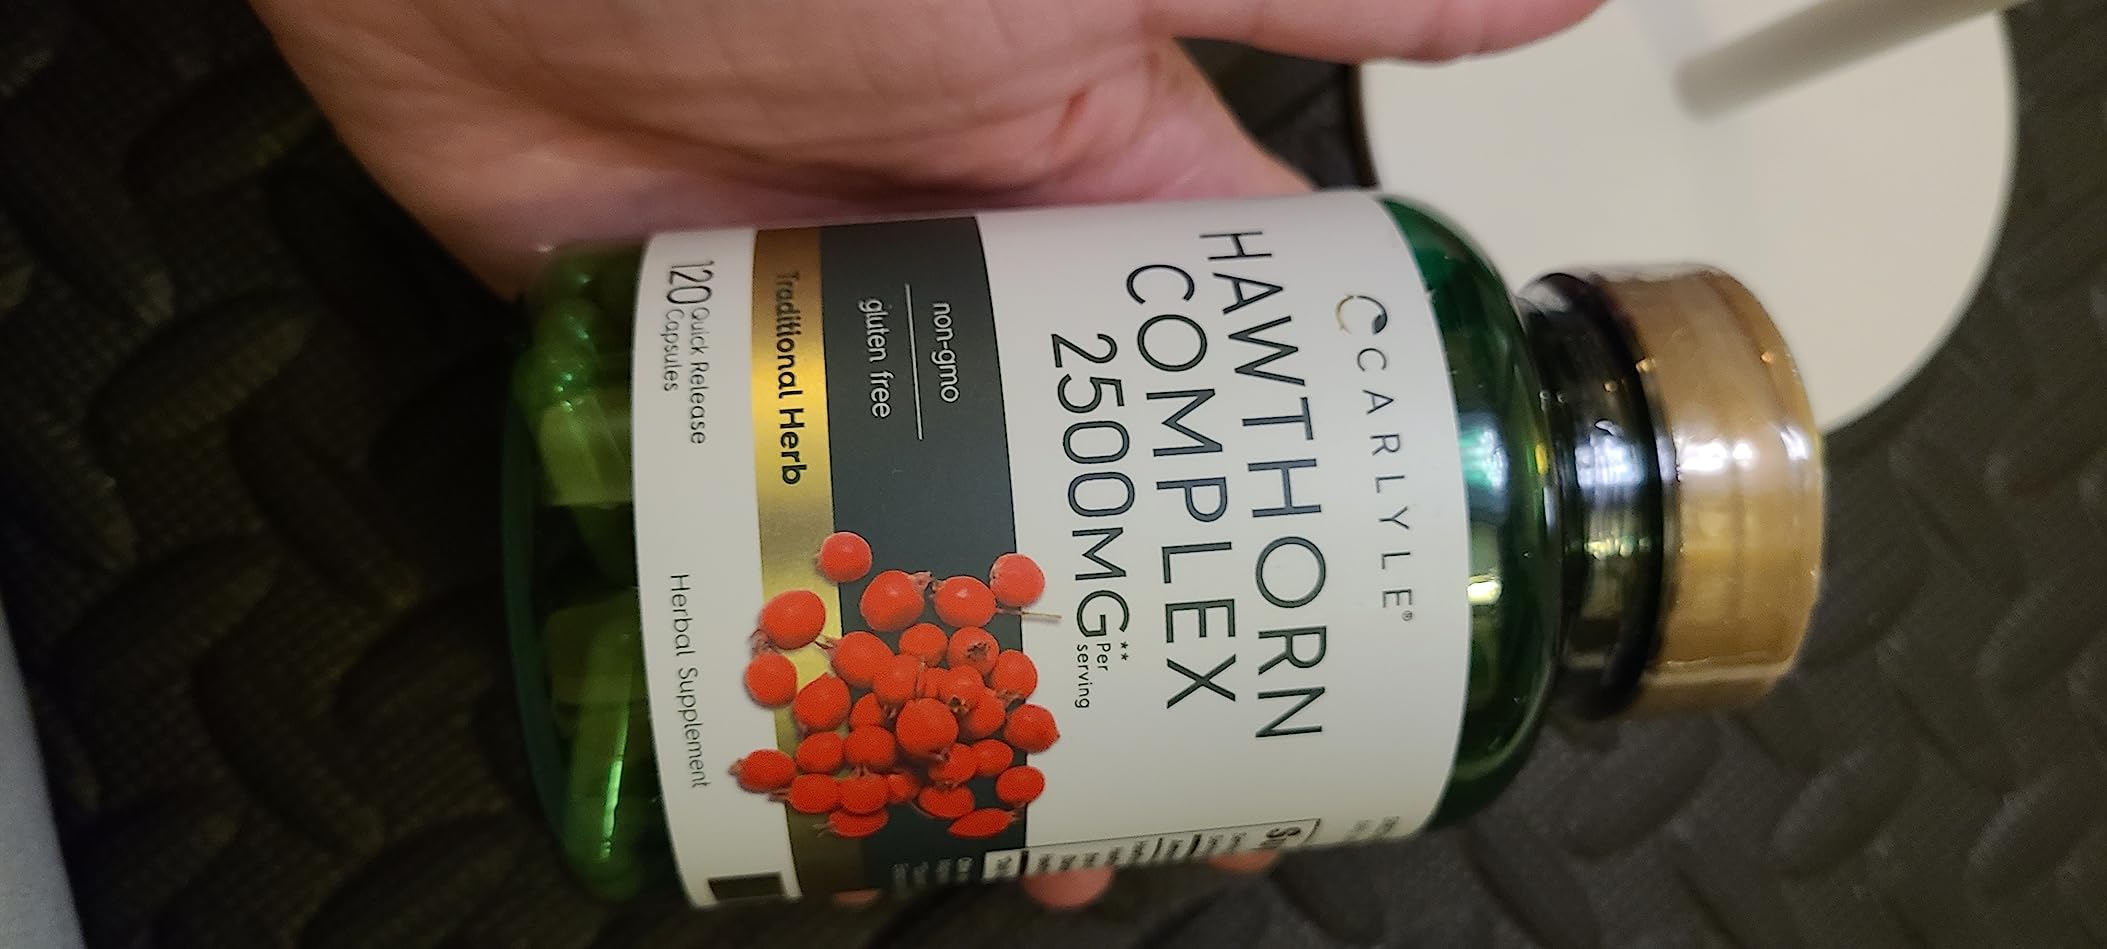 CARLYLE®
HAWTHORN
COMPLEX
2500MG** Per serving
non-gmo
gluten free
Traditional Herb
120 Quick Release Capsules
Herbal Supplement